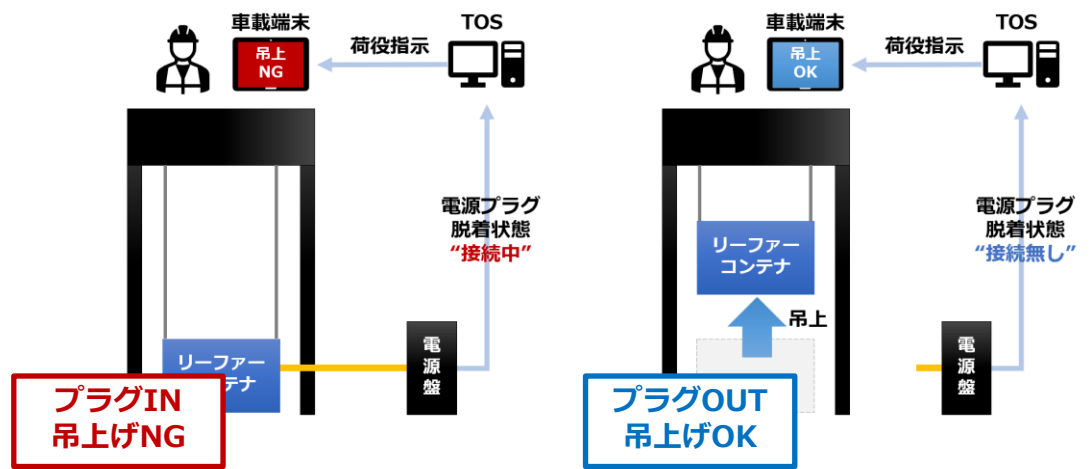 車載端末
TOS
吊上
NG
荷役指示
電源プラグ
脱着状態
“接続中”
リーファー
テナ
電
源
盤
プラグIN
吊上げNG
車載端末
TOS
吊上
OK
荷役指示
電源プラグ
脱着状態
“接続無し”
リーファー
コンテナ
吊上
電
源
盤
プラグOUT
吊上げOK